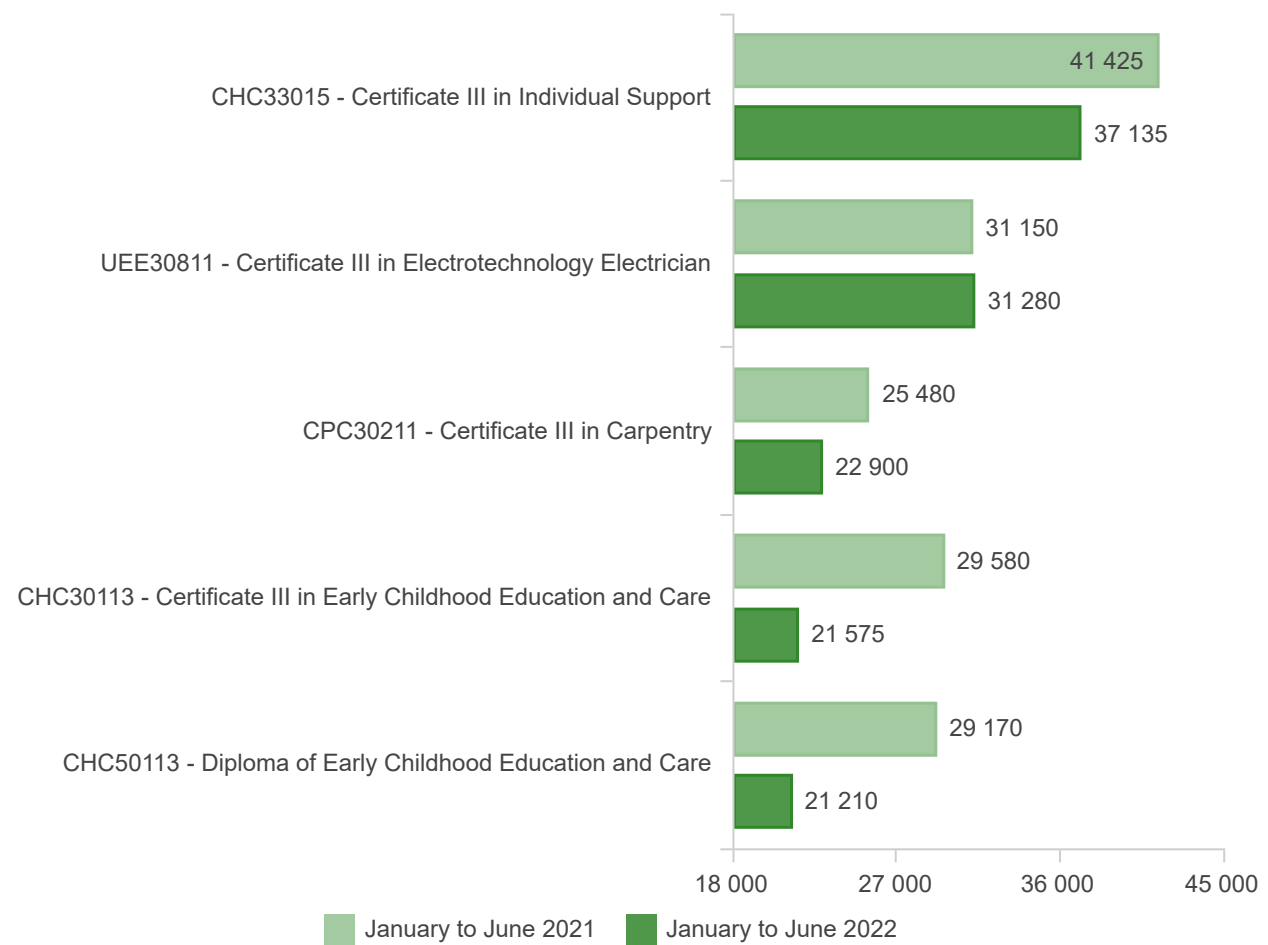 41 425
CHC33015 - Certificate III in Individual Support
37 135
31 150
UEE30811 - Certificate III in Electrotechnology Electrician
31 280
25 480
CPC30211 - Certificate III in Carpentry
22 900
29 580
CHC30113 - Certificate III in Early Childhood Education and Care
21 575
29 170
CHC50113 - Diploma of Early Childhood Education and Care
21 210
18 000 27 000 36 000 45 000
January to June 2021 January to June 2022